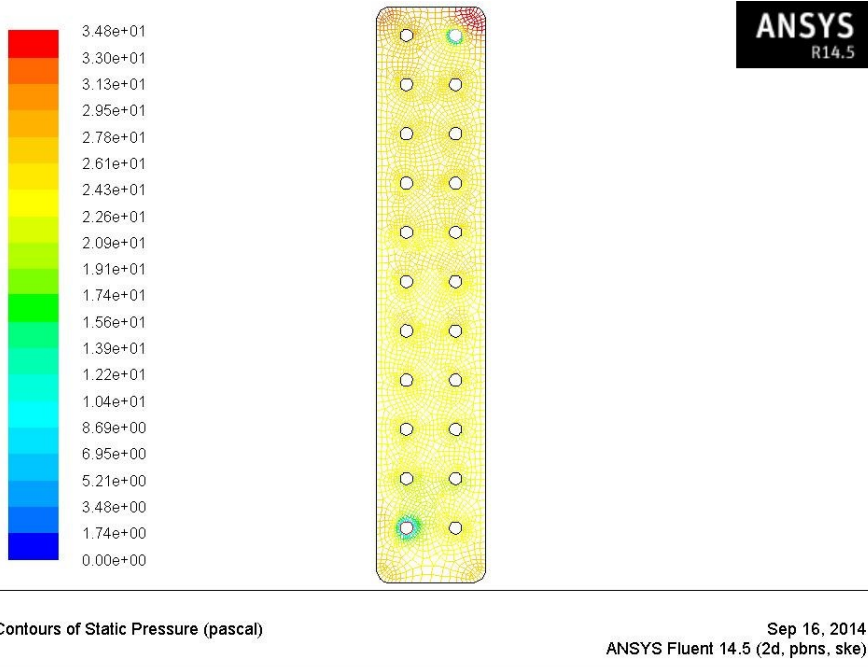 3.48e+01
3.30e+01
3.13e+01
2.95e+01
2.78e+01
2.61e+01
2.43e+01
2.26e+01
2.09e+01
1.91e+01
1.74e+01
1.56e+01
1.39e+01
1.22e+01
1.04e+01
8.69e+00
6.95e+00
5.21e+00
3.48e+00
1.74e+00
0.00e+00
ANSYS
R14.5
Contours of Static Pressure (pascal)
Sep 16, 2014
ANSYS Fluent 14.5 (2d, pbns, ske)